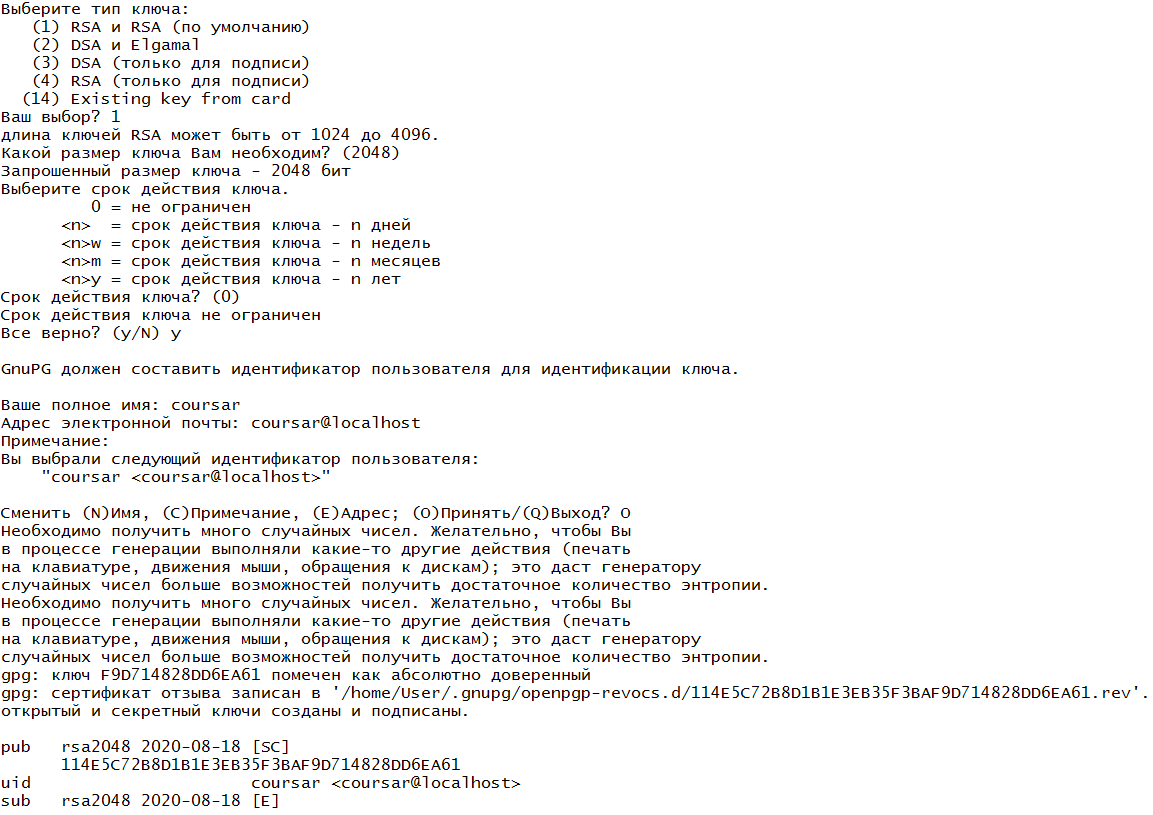 Выберите тип ключа:
   (1) RSA и RSA (по умолчанию)
   (2) DSA и Elgamal
   (3) DSA (только для подписи)
   (4) RSA (только для подписи)
  (14) Existing key from card
Ваш выбор? 1
длина ключей RSA может быть от 1024 до 4096.
Какой размер ключа Вам необходим? (2048)
Запрошенный размер ключа - 2048 бит
Выберите срок действия ключа.
         0 = не ограничен
      <n>  = срок действия ключа - n дней
      <n>w = срок действия ключа - n недель
      <n>m = срок действия ключа - n месяцев
      <n>y = срок действия ключа - n лет
Срок действия ключа? (0)
Срок действия ключа не ограничен
Все верно? (y/N) y

GnuPG должен составить идентификатор пользователя для идентификации ключа.

Ваше полное имя: coursar
Адрес электронной почты: coursar@localhost
Примечание:
Вы выбрали следующий идентификатор пользователя:
    "coursar <coursar@localhost>"

Сменить (N)Имя, (C)Примечание, (E)Адрес; (O)Принять/(Q)Выход? O
Необходимо получить много случайных чисел. Желательно, чтобы Вы
в процессе генерации выполняли какие-то другие действия (печать
на клавиатуре, движения мыши, обращения к дискам); это даст генератору
случайных чисел больше возможностей получить достаточное количество энтропии.
Необходимо получить много случайных чисел. Желательно, чтобы Вы
в процессе генерации выполняли какие-то другие действия (печать
на клавиатуре, движения мыши, обращения к дискам); это даст генератору
случайных чисел больше возможностей получить достаточное количество энтропии.
gpg: ключ F9D714828DD6EA61 помечен как абсолютно доверенный
gpg: сертификат отзыва записан в '/home/User/.gnupg/openpgp-revocs.d/114E5C72B8D1B1E3EB35F3BAF9D714828DD6EA61.rev'.
открытый и секретный ключи созданы и подписаны.

pub   rsa2048 2020-08-18 [SC]
      114E5C72B8D1B1E3EB35F3BAF9D714828DD6EA61
uid                      coursar <coursar@localhost>
sub   rsa2048 2020-08-18 [E]